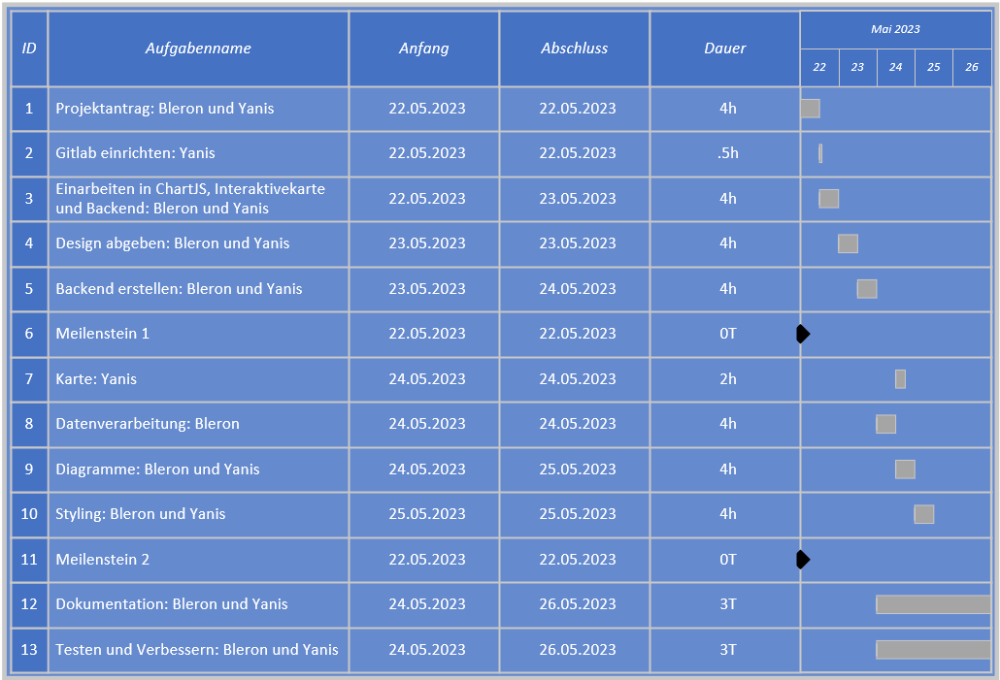 ID Aufgabenname Anfang Abschluss Dauer Mai 2023
22 23 24 25 26
1 Projektantrag: Bleron und Yanis 22.05.2023 22.05.2023 4h
2 Gitlab einrichten: Yanis 22.05.2023 22.05.2023 .5h
3 Einarbeiten in ChartJS, Interaktivekarte
und Backend: Bleron und Yanis 22.05.2023 23.05.2023 4h
4 Design abgeben: Bleron und Yanis 23.05.2023 23.05.2023 4h
5 Backend erstellen: Bleron und Yanis 23.05.2023 24.05.2023 4h
6 Meilenstein 1 22.05.2023 22.05.2023 0T
7 Karte: Yanis 24.05.2023 24.05.2023 2h
8 Datenverarbeitung: Bleron 24.05.2023 24.05.2023 4h
9 Diagramme: Bleron und Yanis 24.05.2023 25.05.2023 4h
10 Styling: Bleron und Yanis 25.05.2023 25.05.2023 4h
11 Meilenstein 2 22.05.2023 22.05.2023 0T
12 Dokumentation: Bleron und Yanis 24.05.2023 26.05.2023 3T
13 Testen und Verbessern: Bleron und Yanis 24.05.2023 26.05.2023 3T